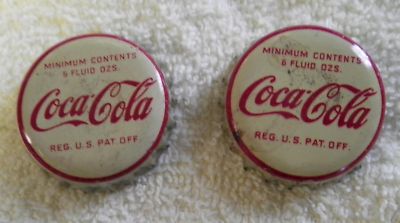 MINIMUM CONTENTS
6 FLUID OZS.
Coca-Cola
REG. U.S. PAT. OFF.
MINIMUM CONTENTS
6 FLUID OZS.
Coca-Cola
REG. U.S. PAT. OFF.